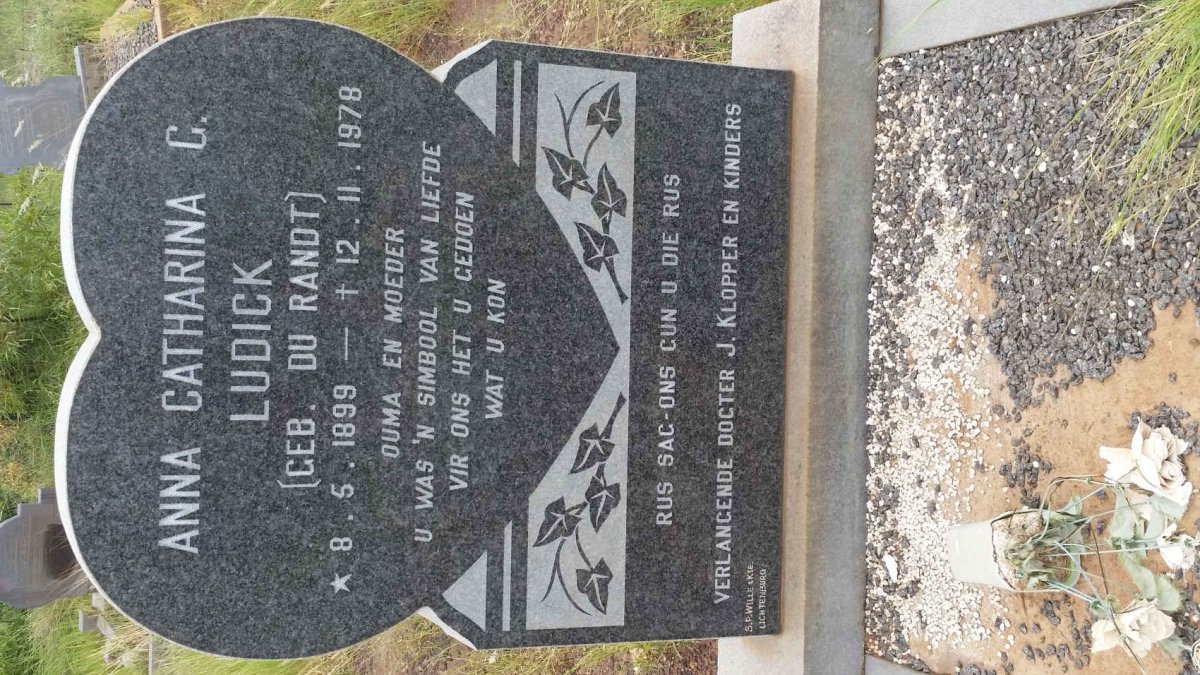 ANNA CATHARINA C.
LUDICK
(GEB. DU RANDT)
★ 8.5.1899 — † 12.11.1978
OUMA EN MOEDER
U WAS 'N SIMBOOL VAN LIEFDE
VIR ONS HET U GEDOEN
WAT U KON
RUS SAG-ONS GUN U DIE RUS
VERLANGENDE DOGTER J. KLOPPER EN KINDERS
S.P. WILLE & KIE.
LICHTENBURG